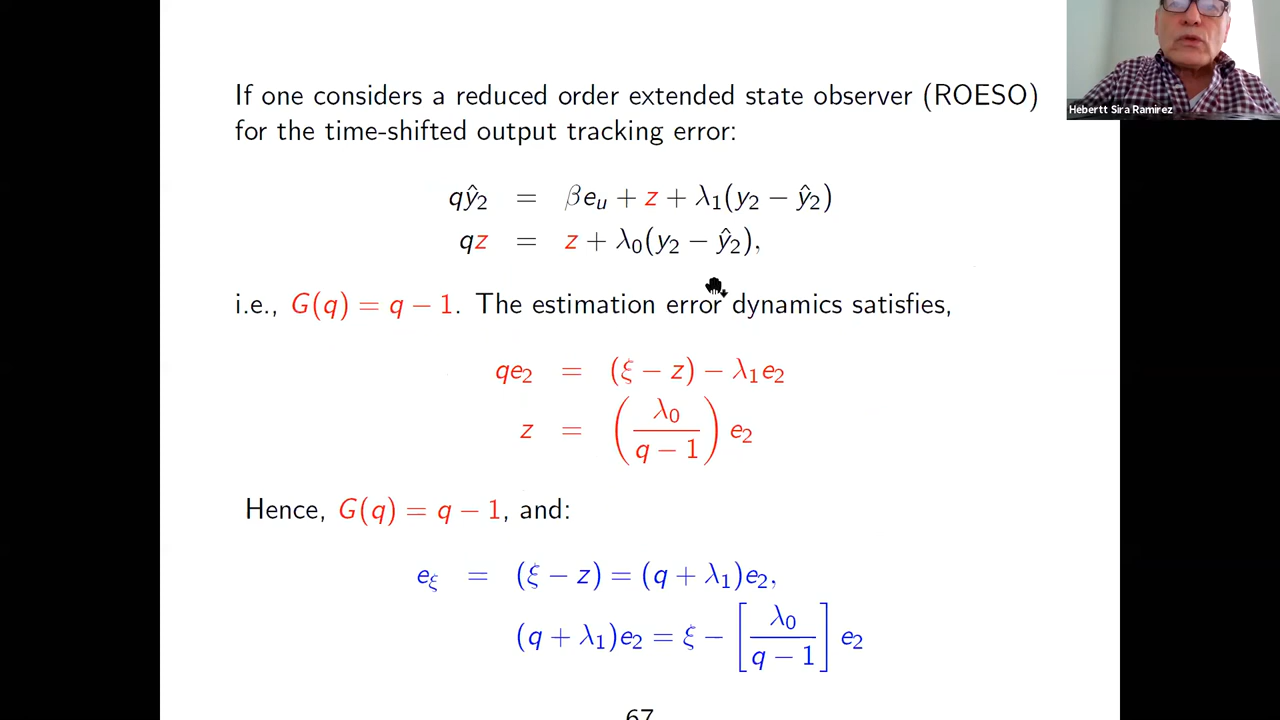 If one considers a reduced order extended state observer (ROESO)
for the time-shifted output tracking error:
qŷ₂ = βeᵤ + z + λ₁(y₂ − ŷ₂)
qz = z + λ₀(y₂ − ŷ₂),
i.e., G(q) = q − 1. The estimation error dynamics satisfies,
qe₂ = (ξ − z) − λ₁e₂
z = (λ₀ / (q − 1)) e₂
Hence, G(q) = q − 1, and:
e_ξ = (ξ − z) = (q + λ₁)e₂,
(q + λ₁)e₂ = ξ − [λ₀ / (q − 1)] e₂
67
Hebertt Sira Ramirez